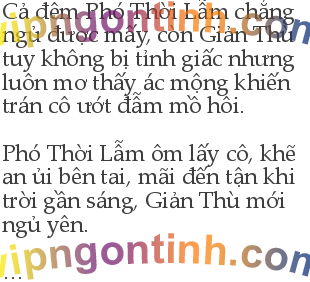 Cả đêm Phó Thời Lẫm chẳng
ngủ được mấy, còn Giản Thù
tuy không bị tỉnh giấc nhưng
luôn mơ thấy ác mộng khiến
trán cô ướt đẫm mồ hôi.
Phó Thời Lẫm ôm lấy cô, khẽ
an ủi bên tai, mãi đến tận khi
trời gần sáng, Giản Thù mới
ngủ yên.
vipngontinh.com
...